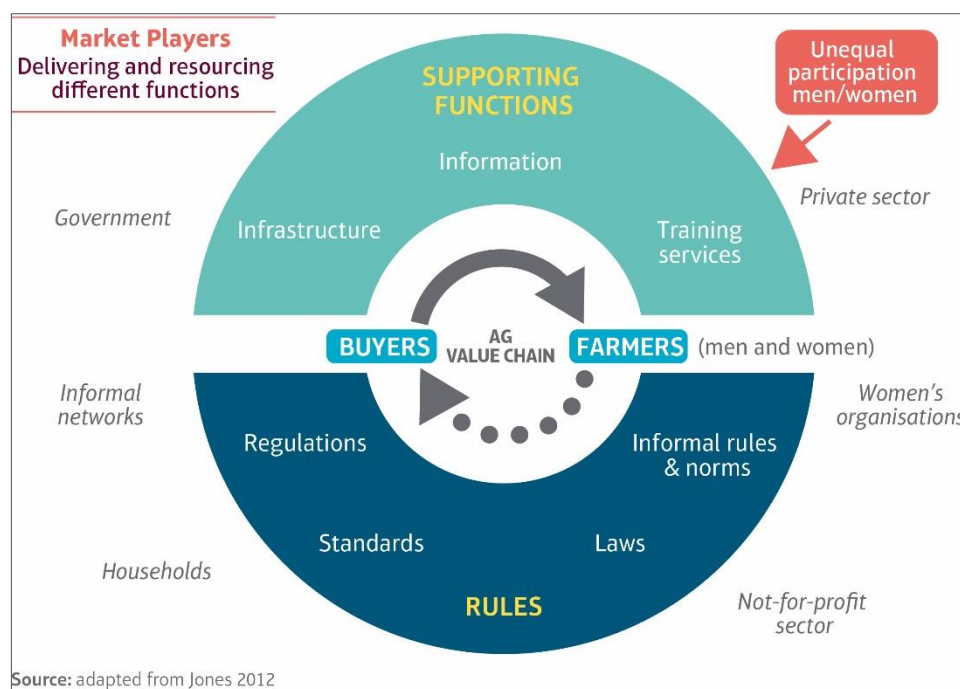 Market Players
Delivering and resourcing
different functions
SUPPORTING
FUNCTIONS
Unequal
participation
men/women
Information
Government
Infrastructure
Training
services
Private sector
BUYERS
AG
VALUE CHAIN
FARMERS
(men and women)
Informal
networks
Women's
organisations
Regulations
Informal rules
& norms
Standards
Laws
Households
RULES
Not-for-profit
sector
Source: adapted from Jones 2012